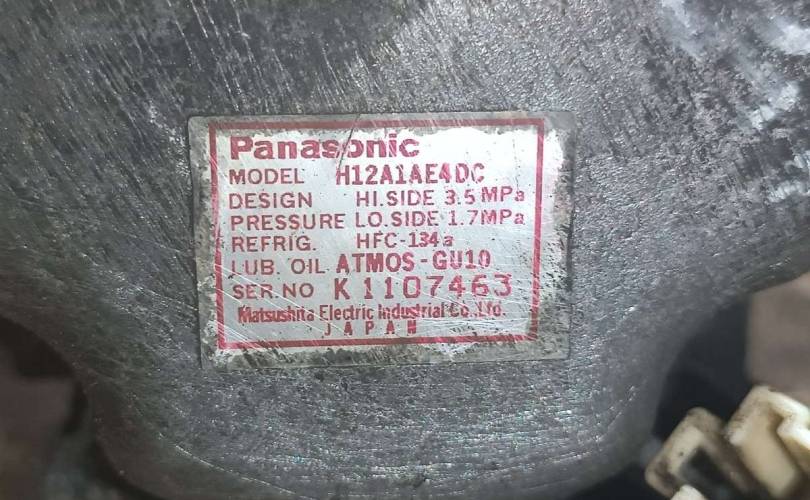 Panasonic
MODEL H12A1AE4DC
DESIGN HI.SIDE 3.5 MPa
PRESSURE LO.SIDE 1.7MPa
REFRIG. HFC-134a
LUB. OIL ATMOS-GU10
SER.NO K1107463
Matsushita Electric Industrial Co.,Ltd.
JAPAN